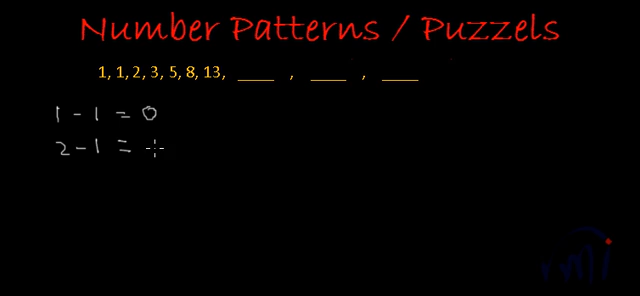 Number Patterns / Puzzels
1, 1, 2, 3, 5, 8, 13, ____ , ____ , ____
1 - 1 = 0
2 - 1 =